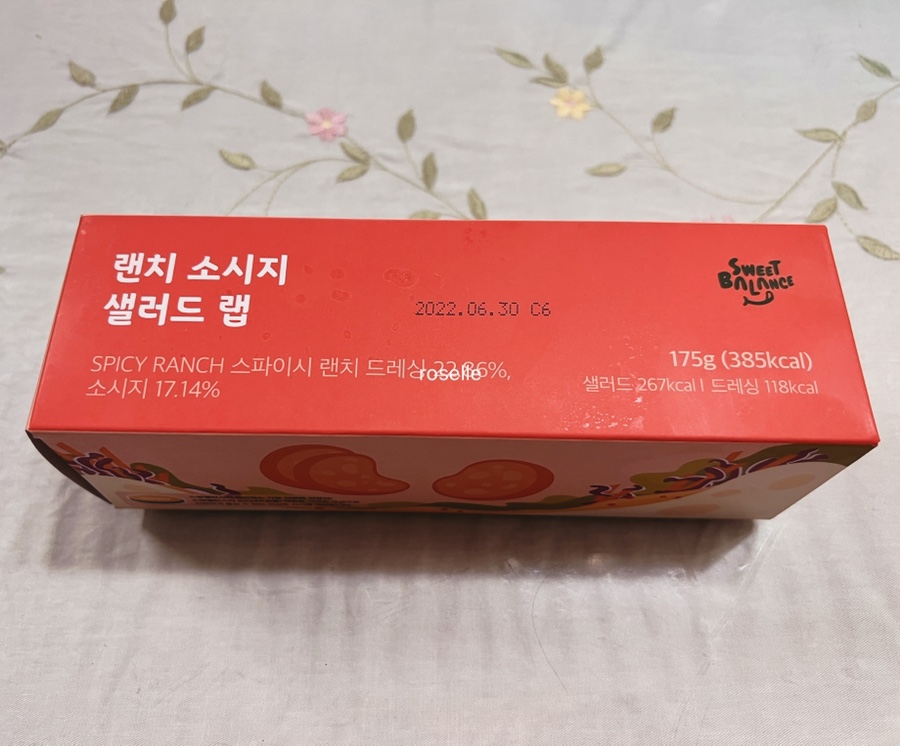 랜치 소시지
샐러드 랩
2022.06.30 C6
SWEET
BALANCE
SPICY RANCH 스파이시 랜치 드레싱 22.86%,
소시지 17.14%
roselle
175g (385kcal)
샐러드 267kcal l 드레싱 118kcal